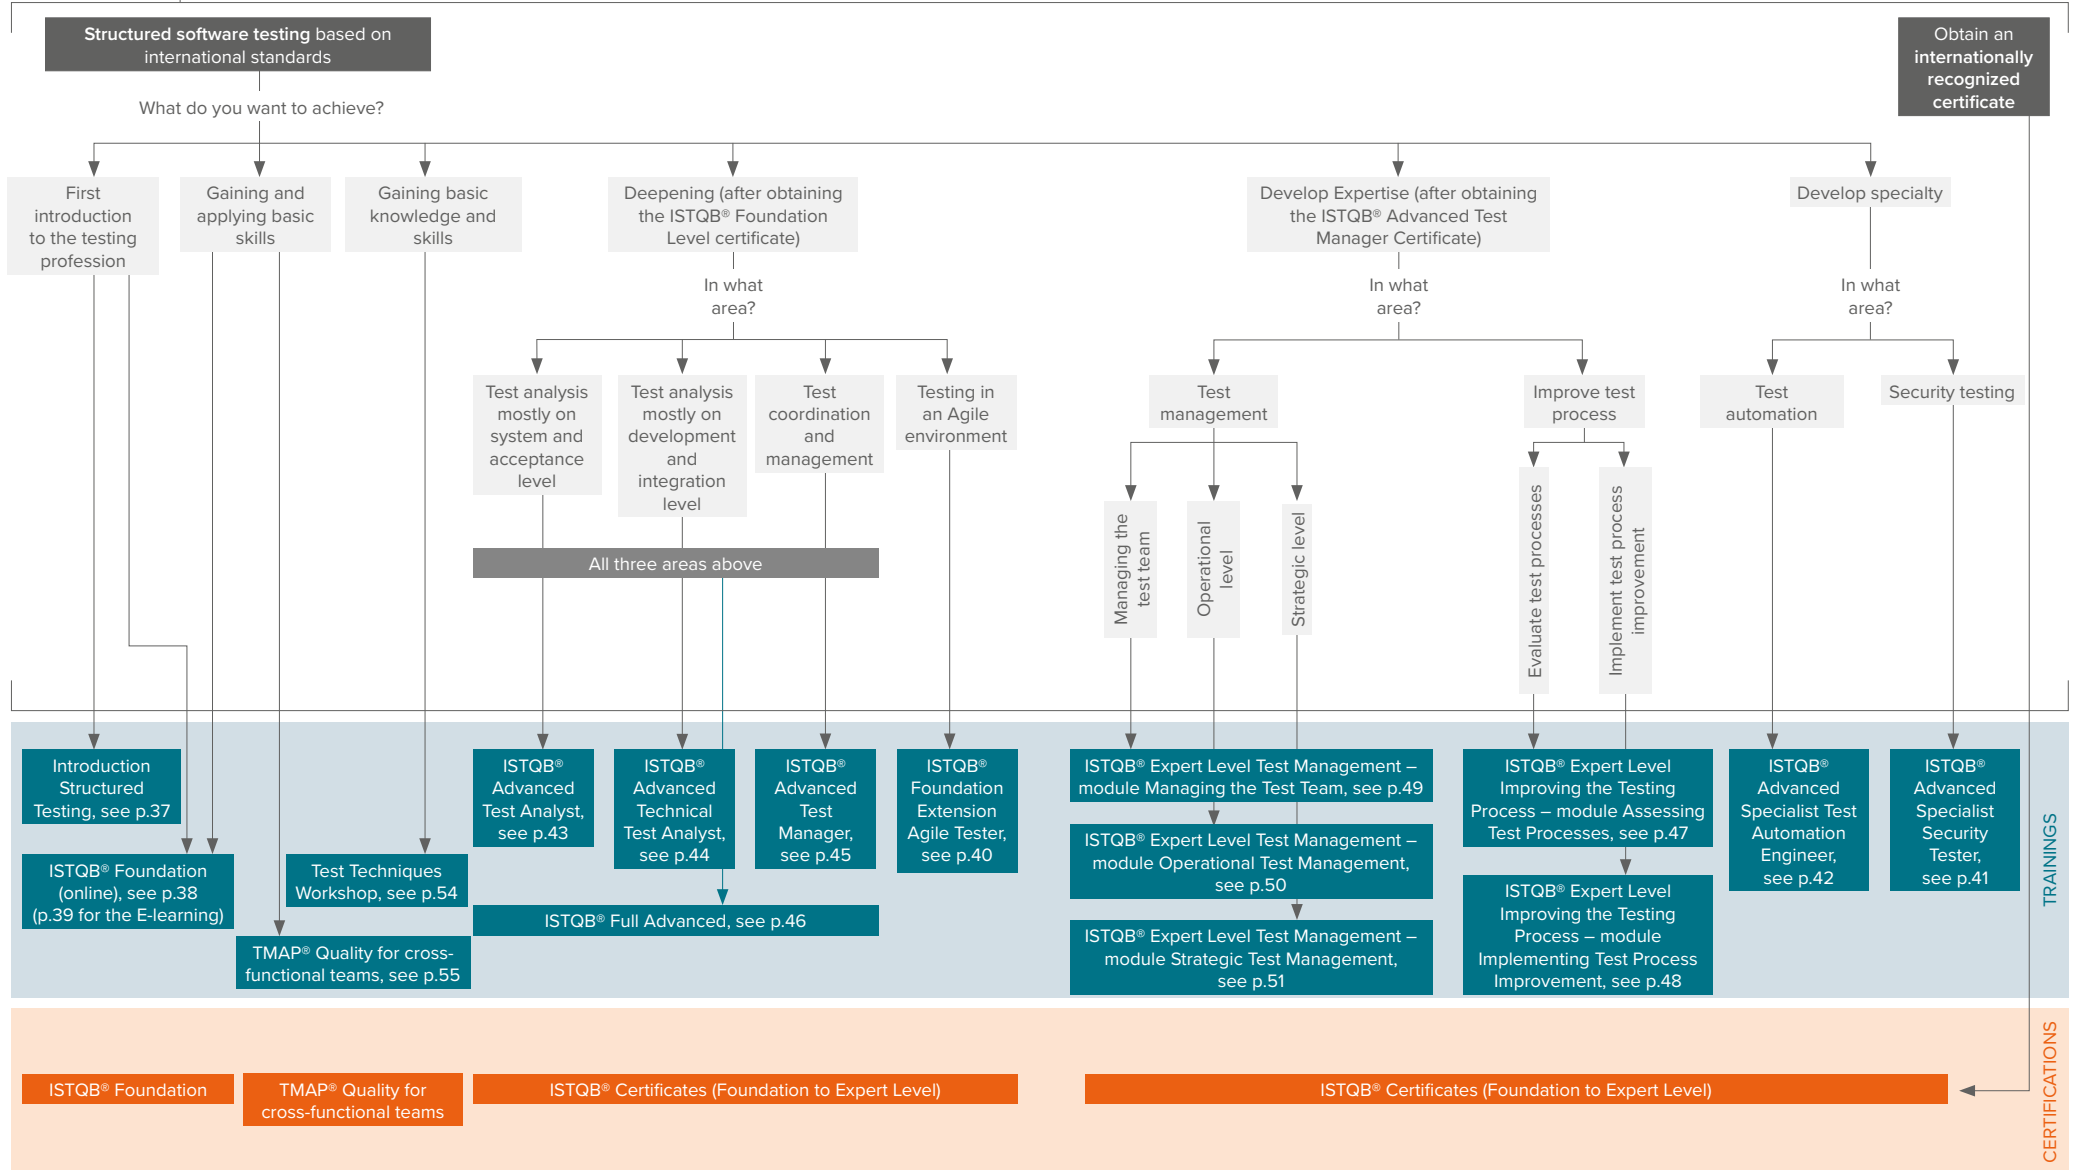 Structured software testing based on
international standards
Obtain an
internationally
recognized
certificate
What do you want to achieve?
First
introduction
to the testing
profession
Gaining and
applying basic
skills
Gaining basic
knowledge and
skills
Deepening (after obtaining
the ISTQB® Foundation
Level certificate)
Develop Expertise (after obtaining
the ISTQB® Advanced Test
Manager Certificate)
Develop specialty
In what
area?
In what
area?
In what
area?
Test analysis
mostly on
system and
acceptance
level
Test analysis
mostly on
development
and
integration
level
Test
coordination
and
management
Testing in
an Agile
environment
Test
management
Improve test
process
Test
automation
Security testing
Managing the
test team
Operational
level
Strategic level
Evaluate test processes
Implement test process
improvement
All three areas above
Introduction
Structured
Testing, see p.37
ISTQB® Foundation
(online), see p.38
(p.39 for the E-learning)
TMAP® Quality for cross-
functional teams, see p.55
Test Techniques
Workshop, see p.54
ISTQB®
Advanced
Test Analyst,
see p.43
ISTQB®
Advanced
Technical
Test Analyst,
see p.44
ISTQB®
Advanced
Test
Manager,
see p.45
ISTQB®
Foundation
Extension
Agile Tester,
see p.40
ISTQB® Full Advanced, see p.46
ISTQB® Expert Level Test Management –
module Managing the Test Team, see p.49
ISTQB® Expert Level Test Management –
module Operational Test Management,
see p.50
ISTQB® Expert Level Test Management –
module Strategic Test Management,
see p.51
ISTQB® Expert Level
Improving the Testing
Process – module Assessing
Test Processes, see p.47
ISTQB® Expert Level
Improving the Testing
Process – module
Implementing Test Process
Improvement, see p.48
ISTQB®
Advanced
Specialist Test
Automation
Engineer,
see p.42
ISTQB®
Advanced
Specialist
Security
Tester,
see p.41
TRAININGS
ISTQB® Foundation
TMAP® Quality for
cross-functional teams
ISTQB® Certificates (Foundation to Expert Level)
ISTQB® Certificates (Foundation to Expert Level)
CERTIFICATIONS